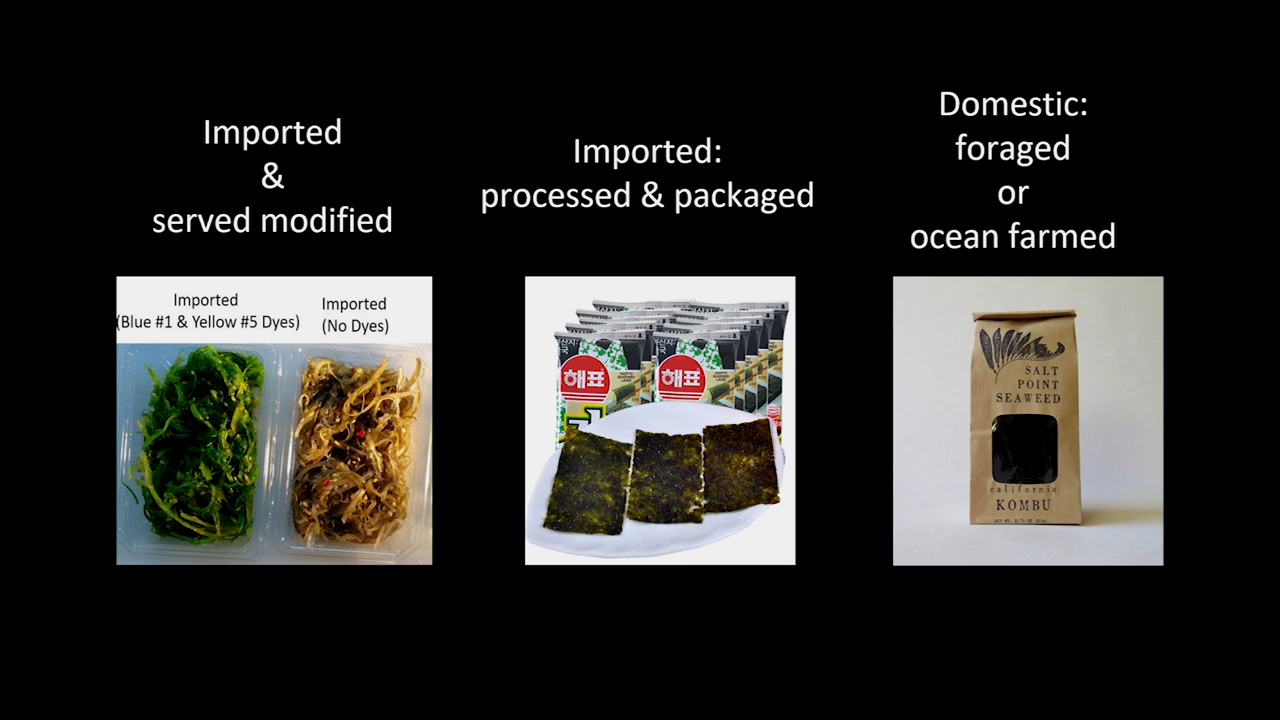 Imported
&
served modified
Imported
(Blue #1 & Yellow #5 Dyes)
Imported
(No Dyes)
Imported:
processed & packaged
해표
해표
Domestic:
foraged
or
ocean farmed
SALT
POINT
SEAWEED
california
KOMBU